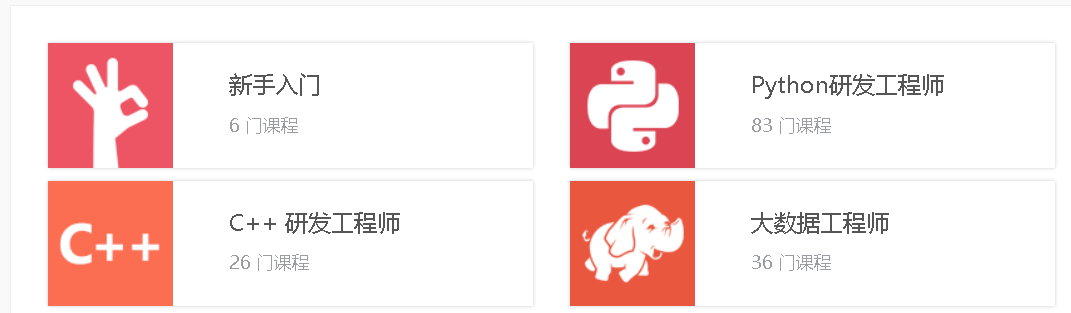 新手入门
6 门课程
Python研发工程师
83 门课程
C++
C++ 研发工程师
26 门课程
大数据工程师
36 门课程